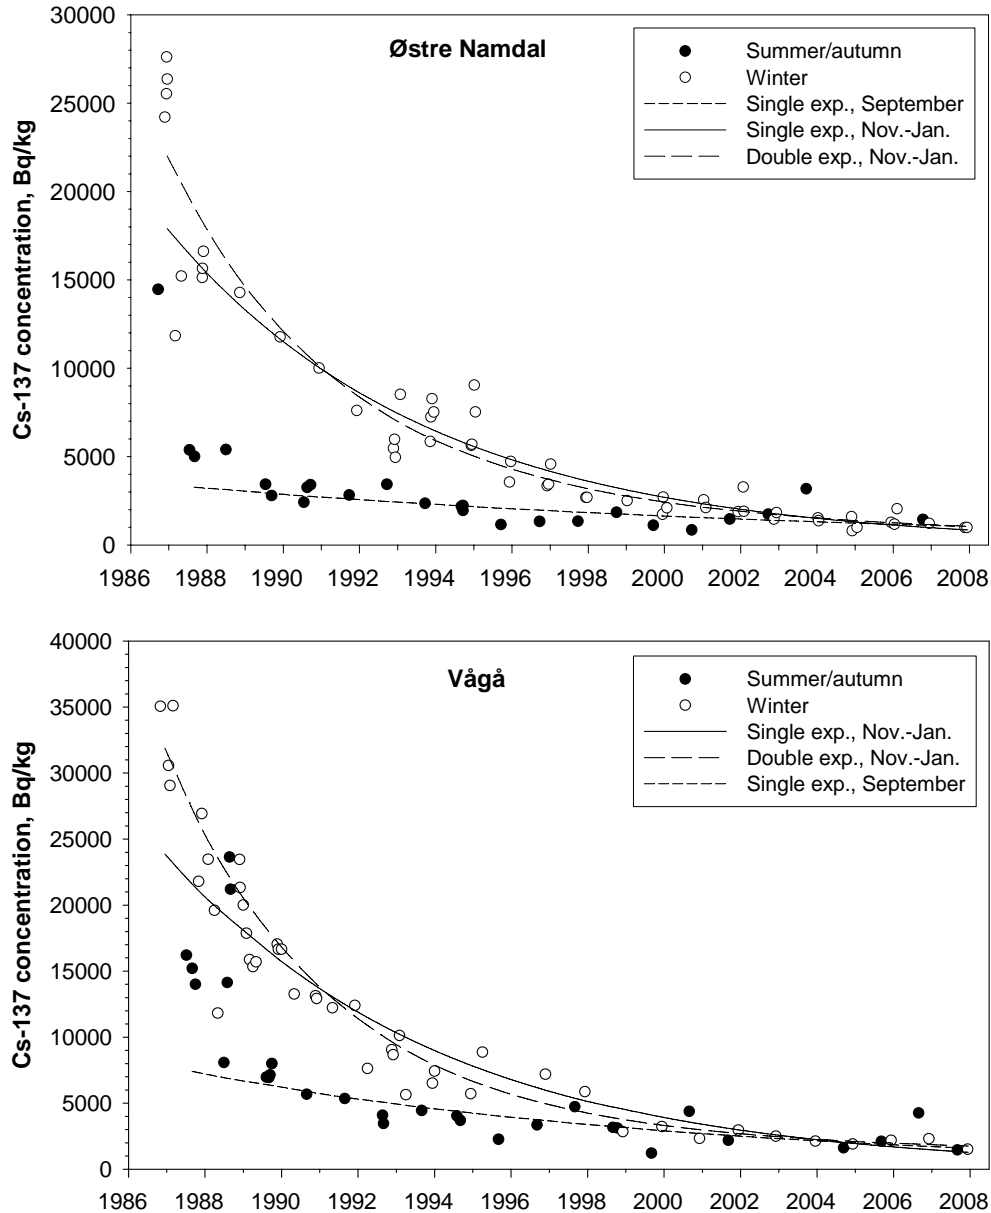 Østre Namdal
Summer/autumn
Winter
Single exp., September
Single exp., Nov.-Jan.
Double exp., Nov.-Jan.
Cs-137 concentration, Bq/kg
30000
25000
20000
15000
10000
5000
0
1986 1988 1990 1992 1994 1996 1998 2000 2002 2004 2006 2008
Vågå
Summer/autumn
Winter
Single exp., Nov.-Jan.
Double exp., Nov.-Jan.
Single exp., September
Cs-137 concentration, Bq/kg
40000
35000
30000
25000
20000
15000
10000
5000
0
1986 1988 1990 1992 1994 1996 1998 2000 2002 2004 2006 2008